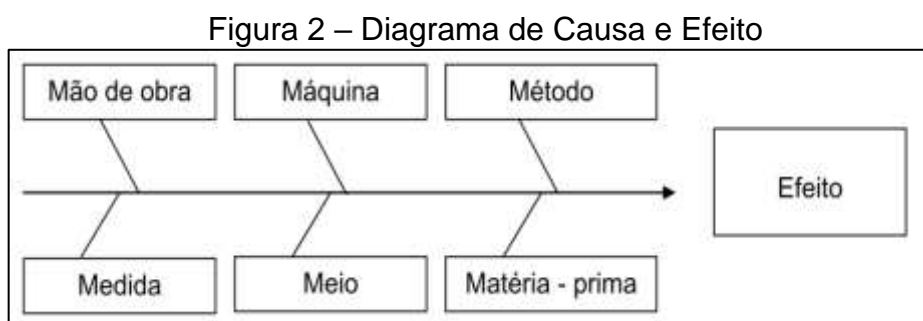 Figura 2 – Diagrama de Causa e Efeito
Mão de obra
Máquina
Método
Efeito
Medida
Meio
Matéria - prima